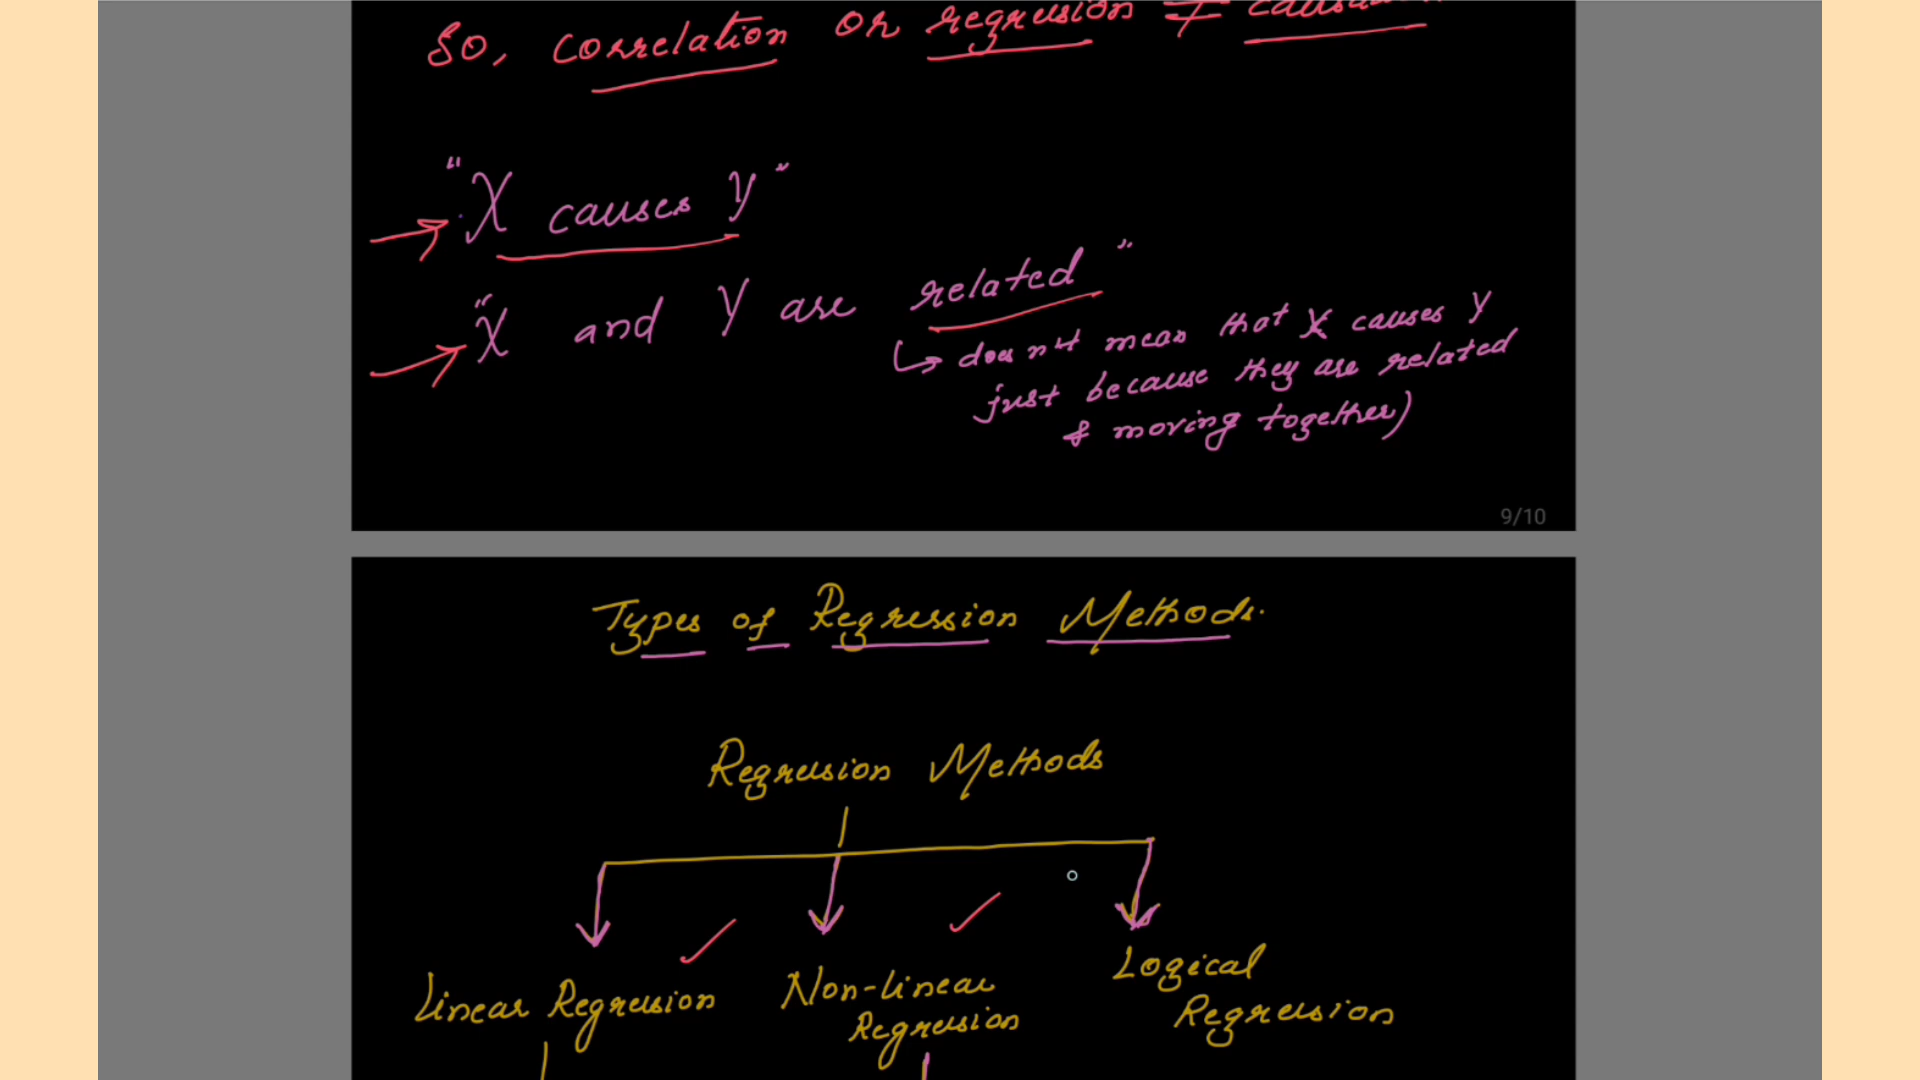 So, correlation or regression ≠
"X causes Y"
"X and Y are related"
↳ doesn't mean that X causes Y
just because they are related
& moving together)
9/10
Types of Regression Methods.
Regression Methods
Linear Regression
Non-linear
Regression
Logical
Regression